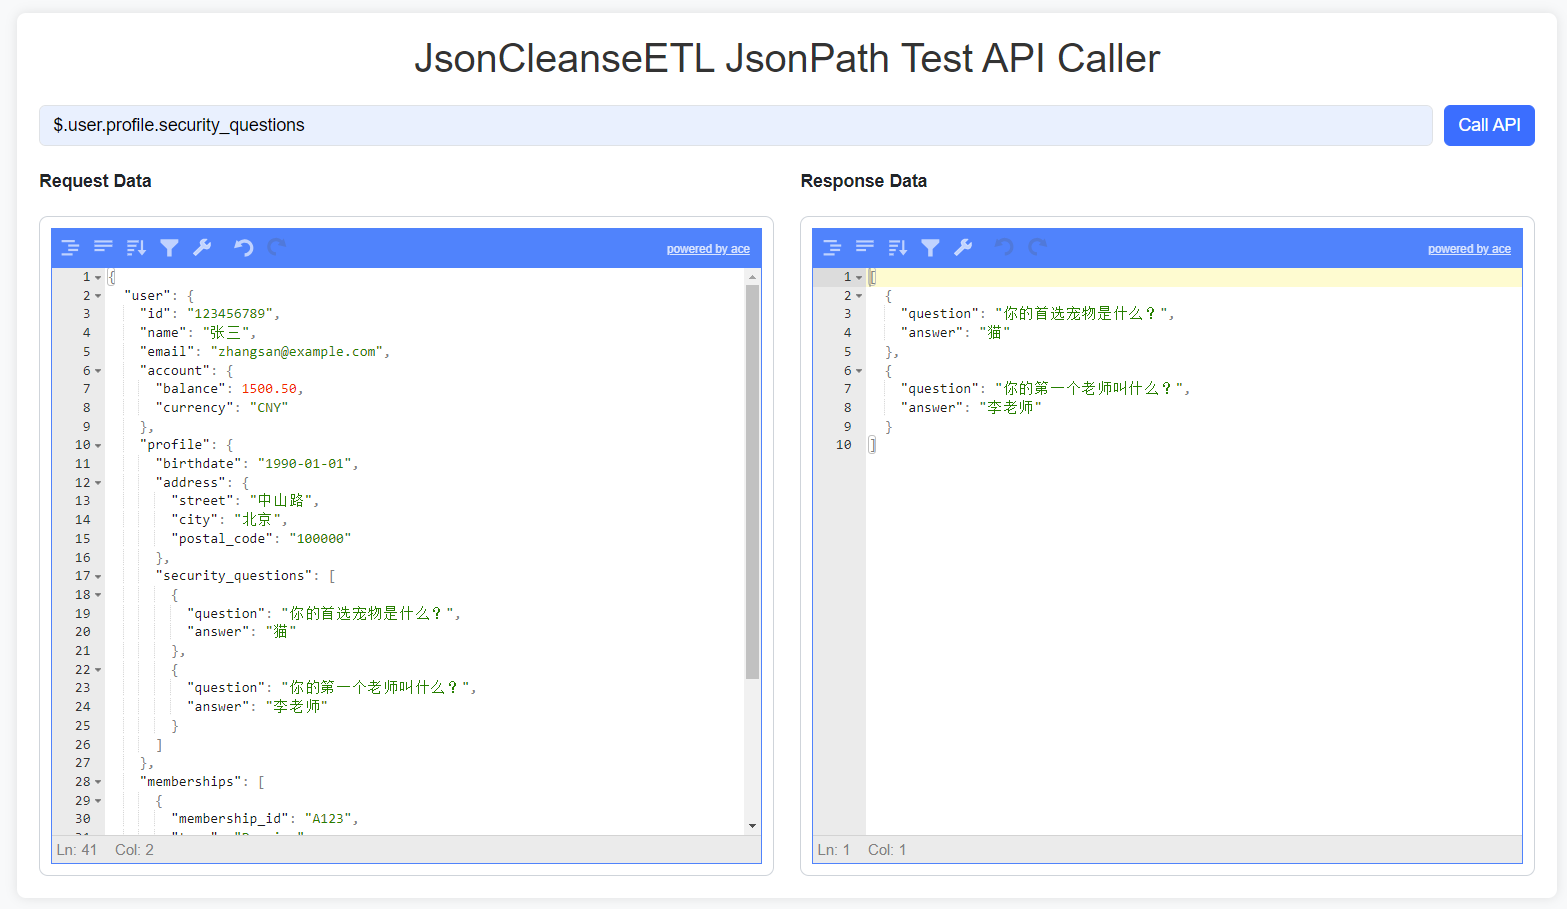 JsonCleanseETL JsonPath Test API Caller
$.user.profile.security_questions
Call API
Request Data
powered by ace
1 {
2 "user": {
3 "id": "123456789",
4 "name": "张三",
5 "email": "zhangsan@example.com",
6 "account": {
7 "balance": 1500.50,
8 "currency": "CNY"
9 },
10 "profile": {
11 "birthdate": "1990-01-01",
12 "address": {
13 "street": "中山路",
14 "city": "北京",
15 "postal_code": "100000"
16 },
17 "security_questions": [
18 {
19 "question": "你的首选宠物是什么？",
20 "answer": "猫"
21 },
22 {
23 "question": "你的第一个老师叫什么？",
24 "answer": "李老师"
25 }
26 ]
27 },
28 "memberships": [
29 {
30 "membership_id": "A123",
Ln: 41 Col: 2
Response Data
powered by ace
1 [
2 {
3 "question": "你的首选宠物是什么？",
4 "answer": "猫"
5 },
6 {
7 "question": "你的第一个老师叫什么？",
8 "answer": "李老师"
9 }
10 ]
Ln: 1 Col: 1